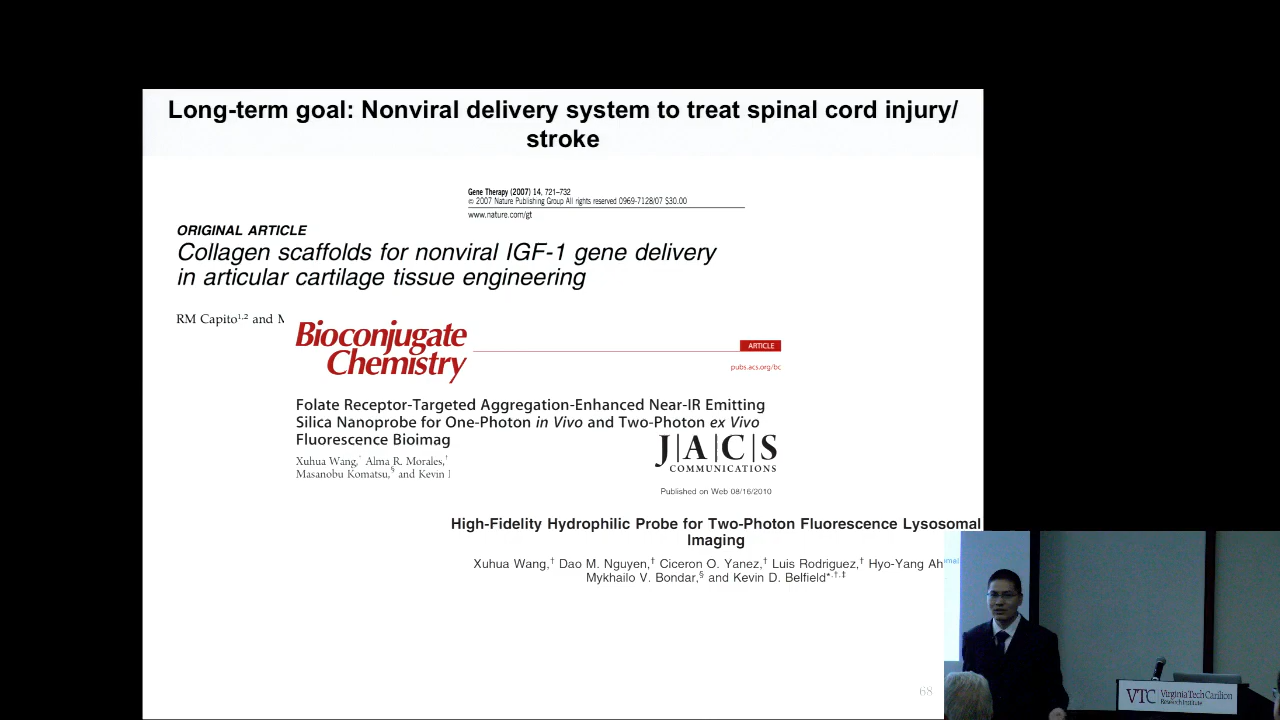 Long-term goal: Nonviral delivery system to treat spinal cord injury/
stroke
Gene Therapy (2007) 14, 721–732
© 2007 Nature Publishing Group All rights reserved 0969-7128/07 $30.00
www.nature.com/gt
ORIGINAL ARTICLE
Collagen scaffolds for nonviral IGF-1 gene delivery
in articular cartilage tissue engineering
RM Capito1,2 and M
Bioconjugate
Chemistry
ARTICLE
pubs.acs.org/bc
Folate Receptor-Targeted Aggregation-Enhanced Near-IR Emitting
Silica Nanoprobe for One-Photon in Vivo and Two-Photon ex Vivo
Fluorescence Bioimag
Xuhua Wang,† Alma R. Morales,†
Masanobu Komatsu,§ and Kevin
J|A|C|S
COMMUNICATIONS
Published on Web 08/16/2010
High-Fidelity Hydrophilic Probe for Two-Photon Fluorescence Lysosomal
Imaging
Xuhua Wang,† Dao M. Nguyen,† Ciceron O. Yanez,† Luis Rodriguez,† Hyo-Yang Ah
Mykhailo V. Bondar,§ and Kevin D. Belfield*,†,‡
68
VTC Virginia Tech Carilion
Research Institute